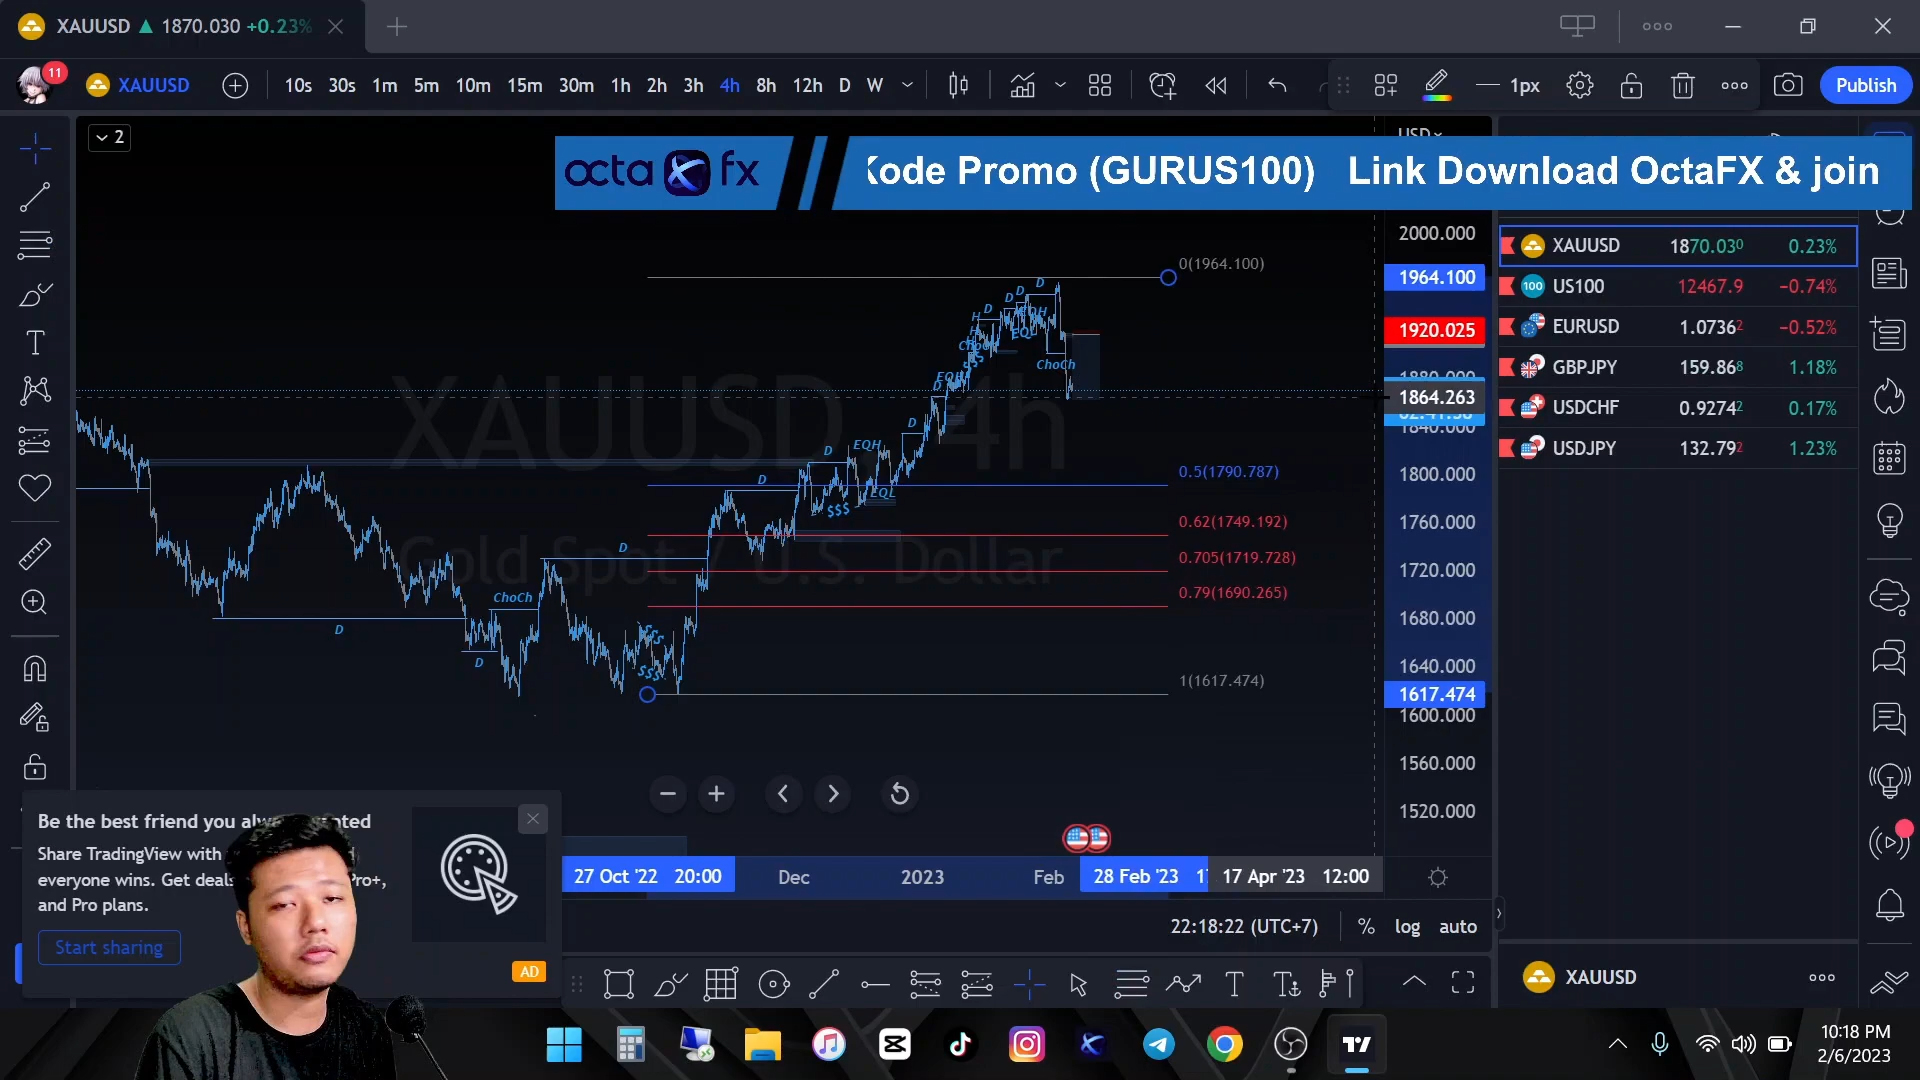 XAUUSD ▲ 1870.030 +0.23%
11 XAUUSD 10s 30s 1m 5m 10m 15m 30m 1h 2h 3h 4h 8h 12h D W 1px Publish
2
USD
octa fx Kode Promo (GURUS100) Link Download OctaFX & join
2000.000
1964.100
1920.025
1880.000
1864.263
1840.000
1800.000
1760.000
1720.000
1680.000
1640.000
1617.474
1600.000
1560.000
1520.000
XAUUSD 1870.030 0.23%
US100 12467.9 −0.74%
EURUSD 1.07362 −0.52%
GBPJPY 159.868 1.18%
USDCHF 0.92742 0.17%
USDJPY 132.792 1.23%
0(1964.100)
0.5(1790.787)
0.62(1749.192)
0.705(1719.728)
0.79(1690.265)
1(1617.474)
XAUUSD 4h
Gold Spot / U.S. Dollar
D
D
D
D
H
H
ChoCh
EQH
EQL
$$
ChoCh
EQH
D
D
EQH
D
EQL
$$$
D
D
ChoCh
D
D
$$$
$$$
27 Oct '22 20:00 Dec 2023 Feb 28 Feb '23 17 Apr '23 12:00
22:18:22 (UTC+7) % log auto
Be the best friend you
Share TradingView with
everyone wins. Get deals Pro+,
and Pro plans.
Start sharing
AD
XAUUSD
10:18 PM
2/6/2023